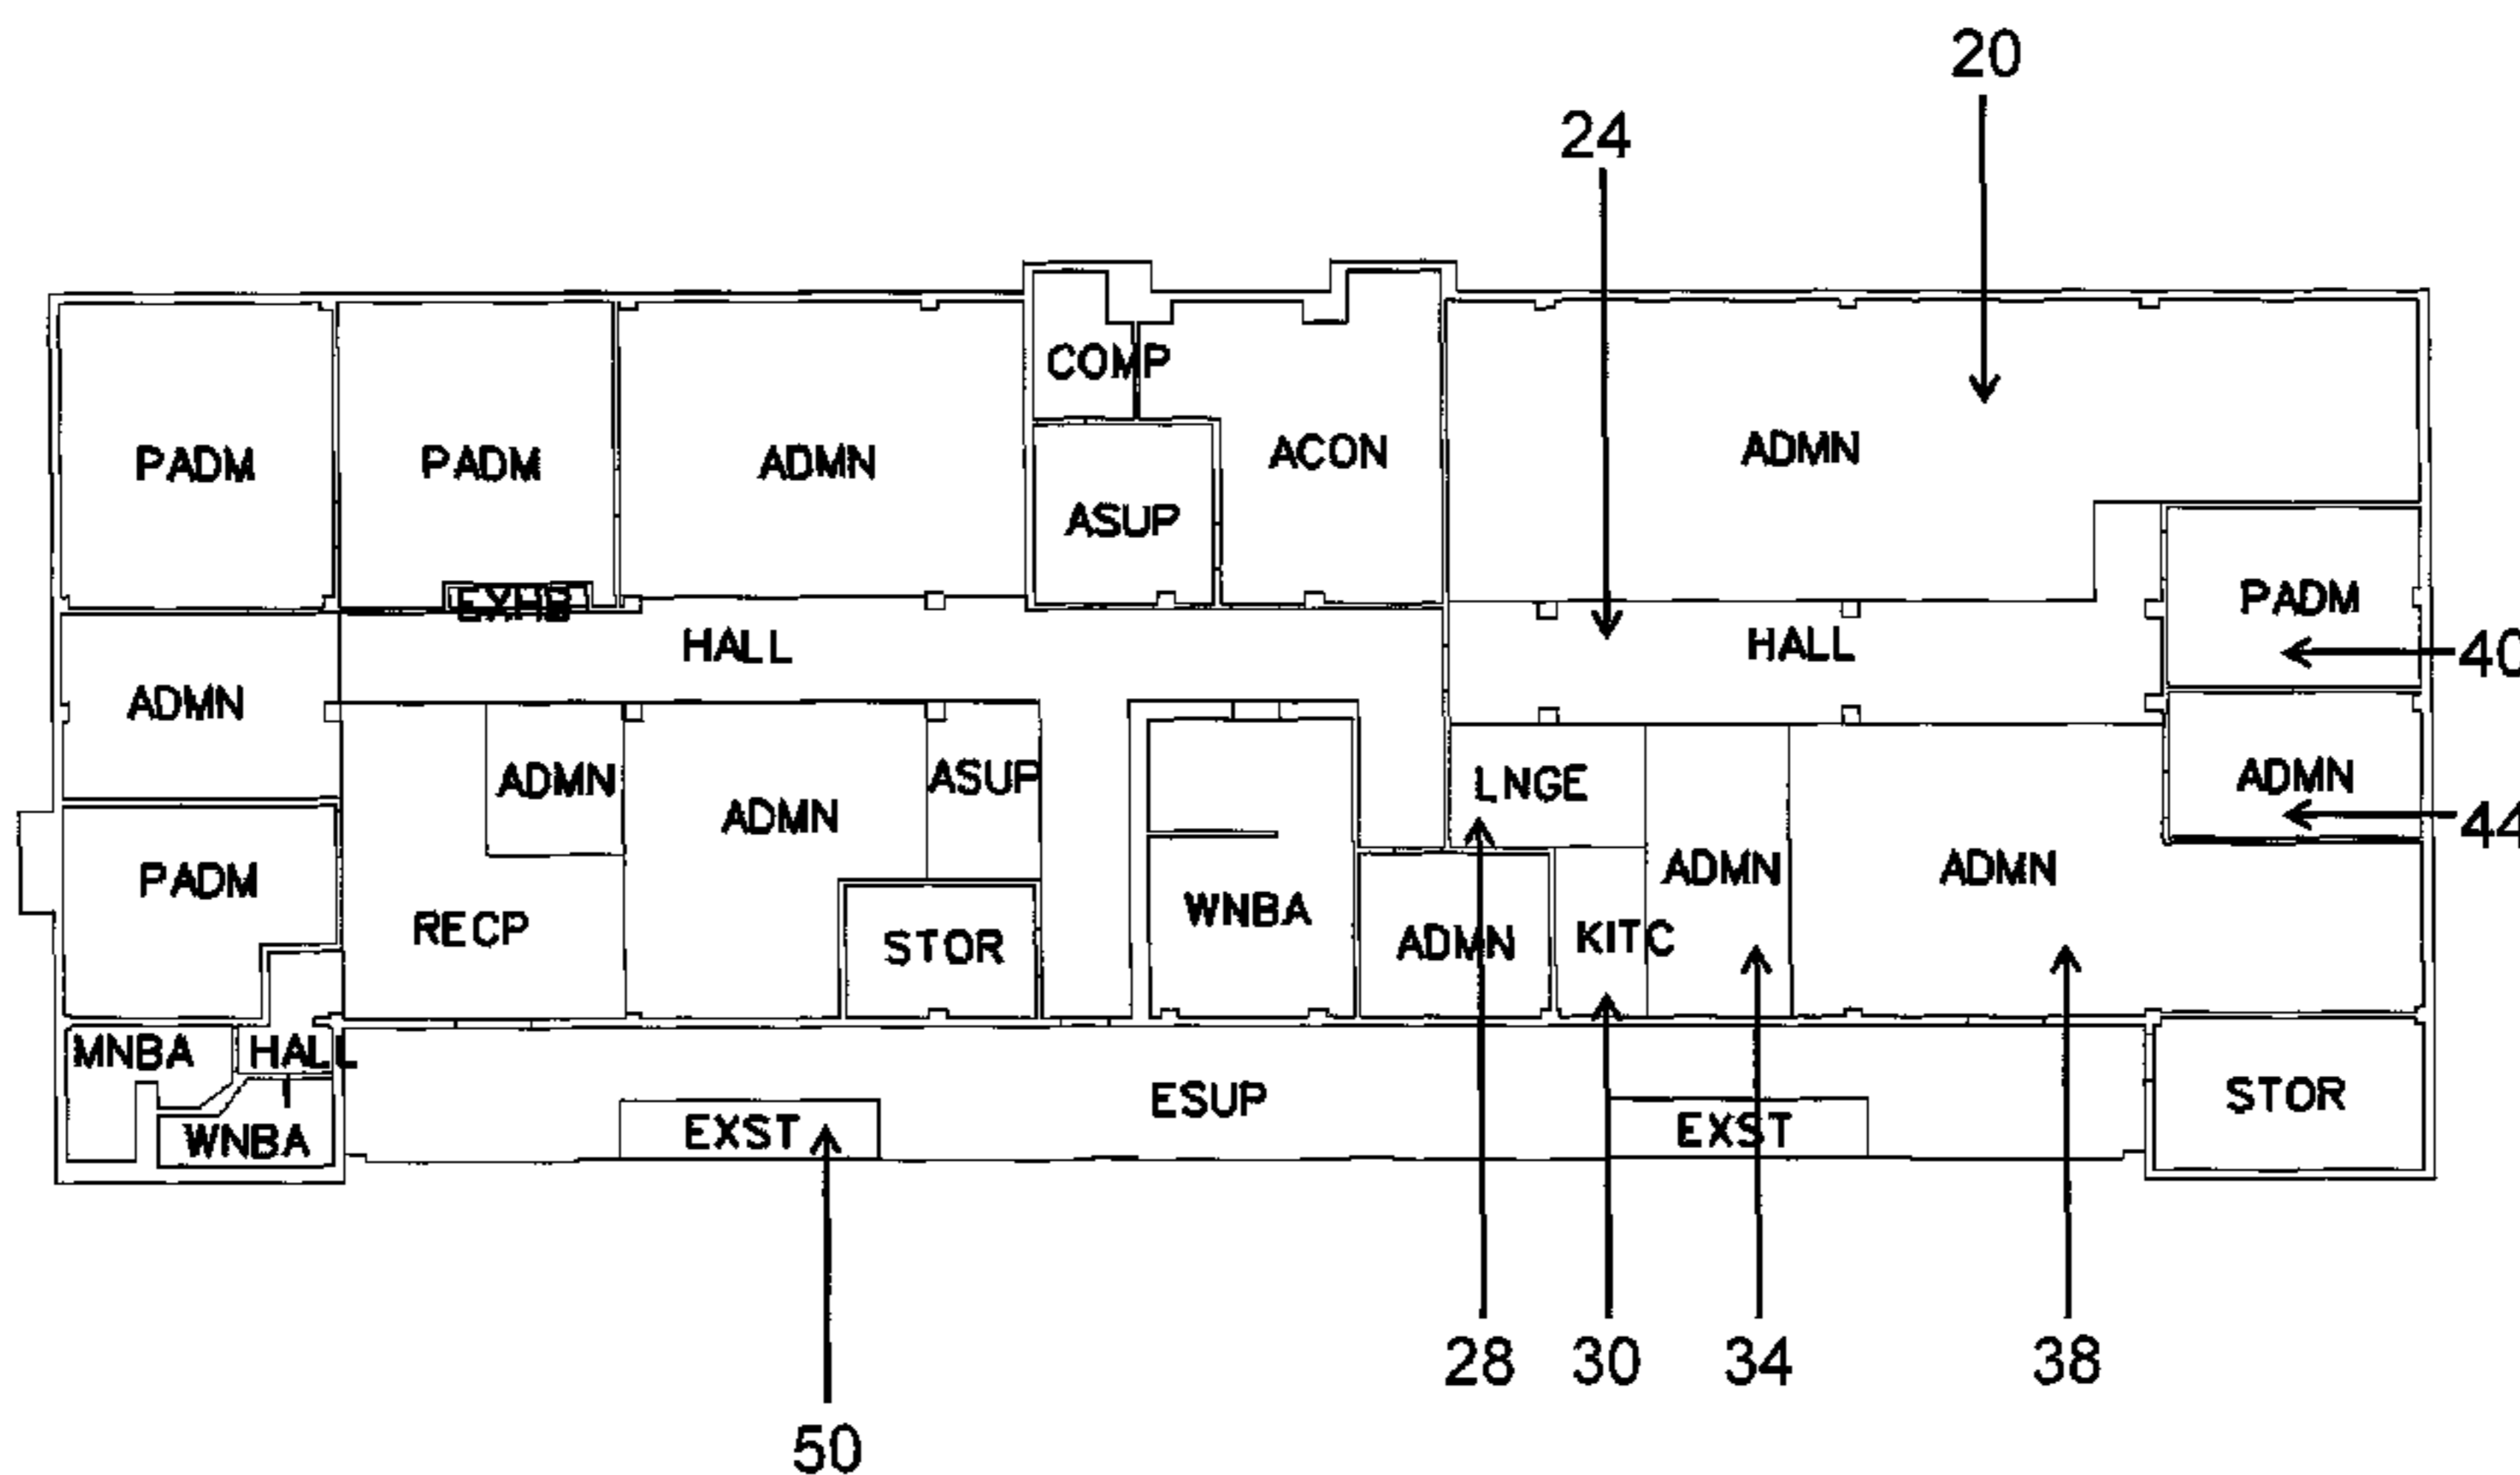 20
24
COMP
PADM
PADM
ADMN
ACON
ADMN
ASUP
EXHB
PADM
HALL
HALL
40
ADMN
ADMN
ASUP
LNGE
ADMN
ADMN
44
PADM
ADMN
ADMN
RECP
STOR
WNBA
ADMN
KITC
MNBA
HALL
ESUP
STOR
WNBA
EXST
EXST
28
30
34
38
50